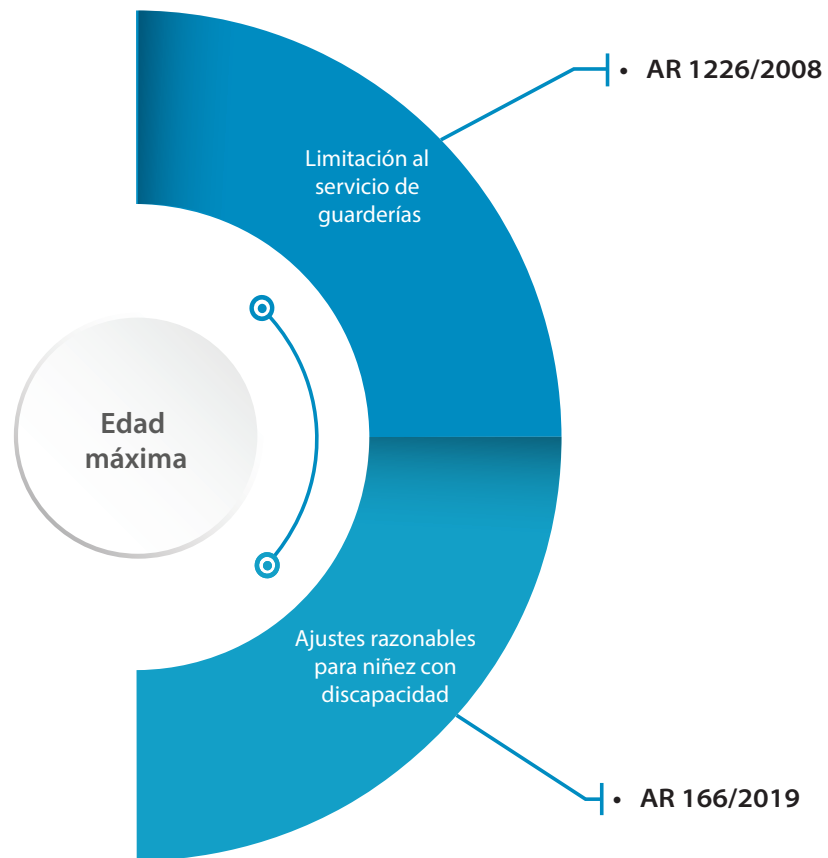 • AR 1226/2008
Limitación al
servicio de
guarderías
Edad
máxima
Ajustes razonables
para niñez con
discapacidad
• AR 166/2019